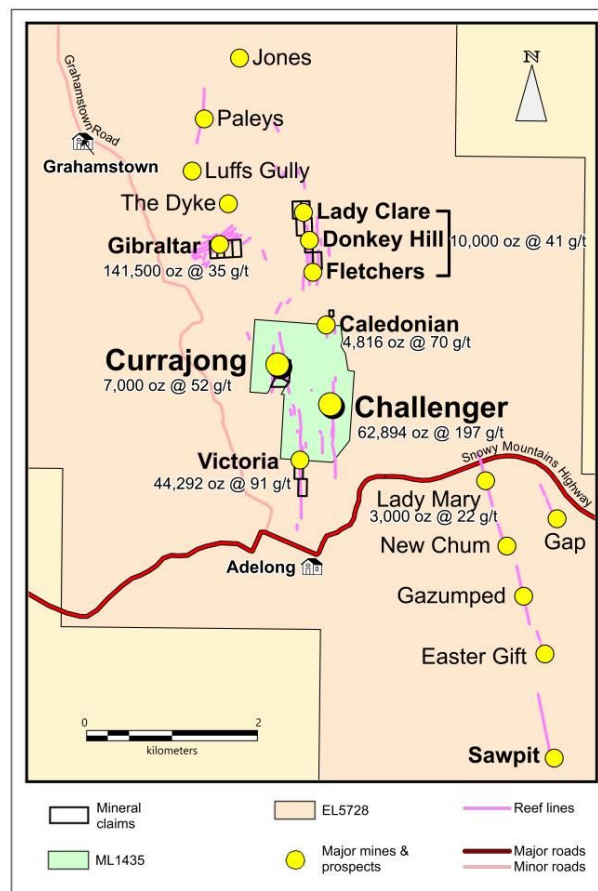 Jones
N
Paleys
Grahamstown Road
Grahamstown
Luffs Gully
The Dyke
Lady Clare
Donkey Hill
10,000 oz @ 41 g/t
Fletchers
Gibraltar
141,500 oz @ 35 g/t
Caledonian
4,816 oz @ 70 g/t
Currajong
7,000 oz @ 52 g/t
Challenger
62,894 oz @ 197 g/t
Victoria
44,292 oz @ 91 g/t
Snowy Mountains
Highway
Lady Mary
3,000 oz @ 22 g/t
Gap
New Chum
Adelong
Gazumped
Easter Gift
Sawpit
0 2
kilometers
Mineral
claims
EL5728
Reef lines
ML1435
Major mines &
prospects
Major roads
Minor roads